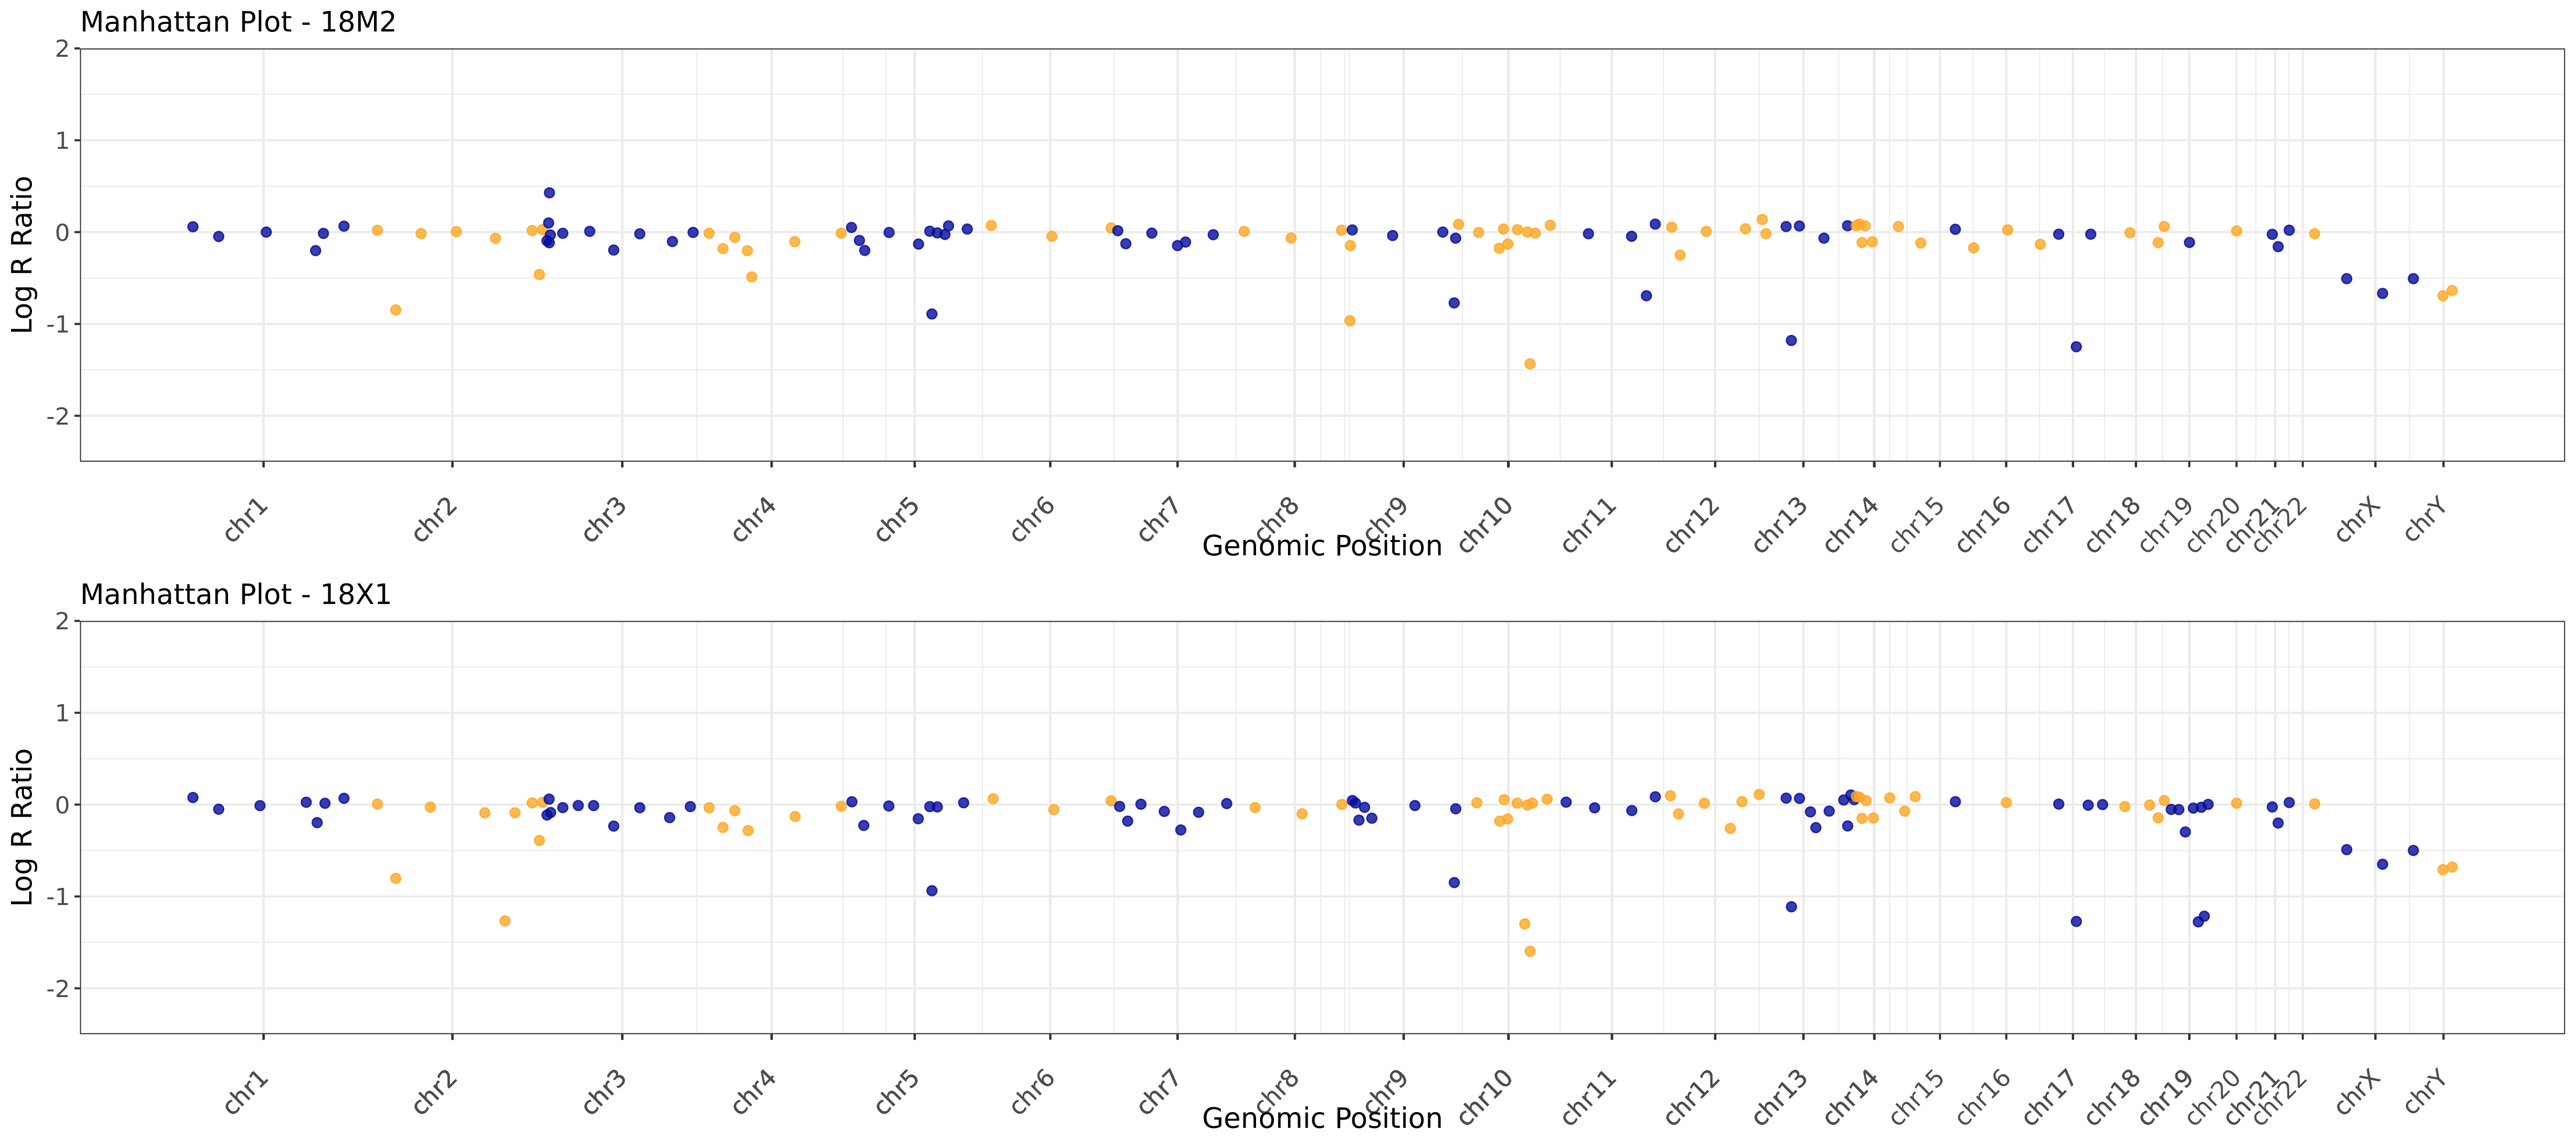 Manhattan Plot - 18M2
2
1
0
-1
-2
Log R Ratio
chr1 chr2 chr3 chr4 chr5 chr6 chr7 chr8 chr9 chr10 chr11 chr12 chr13 chr14 chr15 chr16 chr17 chr18 chr19 chr20 chr21 chr22 chrX chrY
Genomic Position
Manhattan Plot - 18X1
2
1
0
-1
-2
Log R Ratio
chr1 chr2 chr3 chr4 chr5 chr6 chr7 chr8 chr9 chr10 chr11 chr12 chr13 chr14 chr15 chr16 chr17 chr18 chr19 chr20 chr21 chr22 chrX chrY
Genomic Position